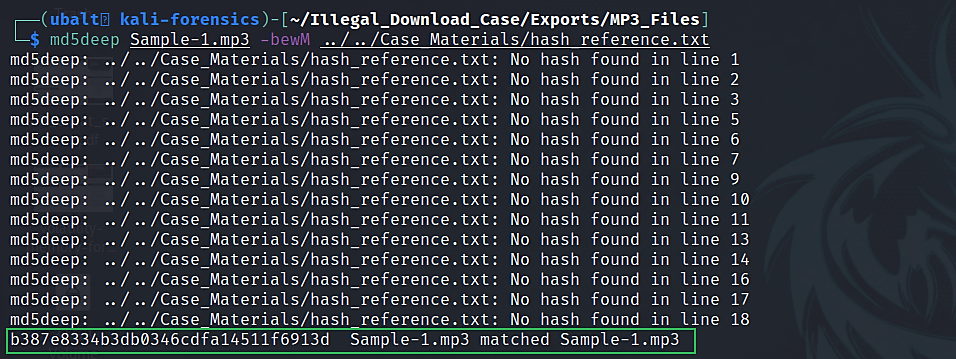 ┌──(ubalt㉿ kali-forensics)-[~/Illegal_Download_Case/Exports/MP3_Files]
└─$ md5deep Sample-1.mp3 -bewM ../../Case_Materials/hash_reference.txt
md5deep: ../../Case_Materials/hash_reference.txt: No hash found in line 1
md5deep: ../../Case_Materials/hash_reference.txt: No hash found in line 2
md5deep: ../../Case_Materials/hash_reference.txt: No hash found in line 3
md5deep: ../../Case_Materials/hash_reference.txt: No hash found in line 5
md5deep: ../../Case_Materials/hash_reference.txt: No hash found in line 6
md5deep: ../../Case_Materials/hash_reference.txt: No hash found in line 7
md5deep: ../../Case_Materials/hash_reference.txt: No hash found in line 9
md5deep: ../../Case_Materials/hash_reference.txt: No hash found in line 10
md5deep: ../../Case_Materials/hash_reference.txt: No hash found in line 11
md5deep: ../../Case_Materials/hash_reference.txt: No hash found in line 13
md5deep: ../../Case_Materials/hash_reference.txt: No hash found in line 14
md5deep: ../../Case_Materials/hash_reference.txt: No hash found in line 16
md5deep: ../../Case_Materials/hash_reference.txt: No hash found in line 17
md5deep: ../../Case_Materials/hash_reference.txt: No hash found in line 18
b387e8334b3db0346cdfa14511f6913d  Sample-1.mp3 matched Sample-1.mp3